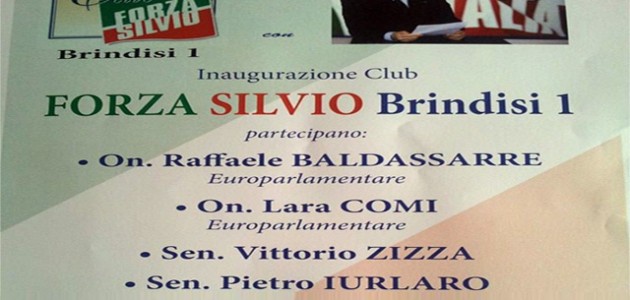 FORZA
SILVIO
Brindisi 1
con
Inaugurazione Club
FORZA SILVIO Brindisi 1
partecipano:
• On. Raffaele BALDASSARRE
Europarlamentare
• On. Lara COMI
Europarlamentare
• Sen. Vittorio ZIZZA
• Sen. Pietro IURLARO